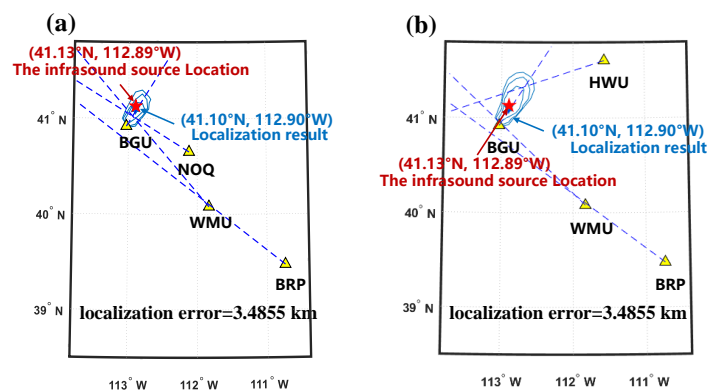 (a)
(41.13°N, 112.89°W)
The infrasound source Location
(41.10°N, 112.90°W)
Localization result
41°N
BGU
NOQ
40°N
WMU
BRP
39°N
localization error=3.4855 km
113°W
112°W
111°W
(b)
HWU
41°N
(41.10°N, 112.90°W)
Localization result
BGU
(41.13°N, 112.89°W)
The infrasound source Location
40°N
WMU
BRP
39°N
localization error=3.4855 km
113°W
112°W
111°W